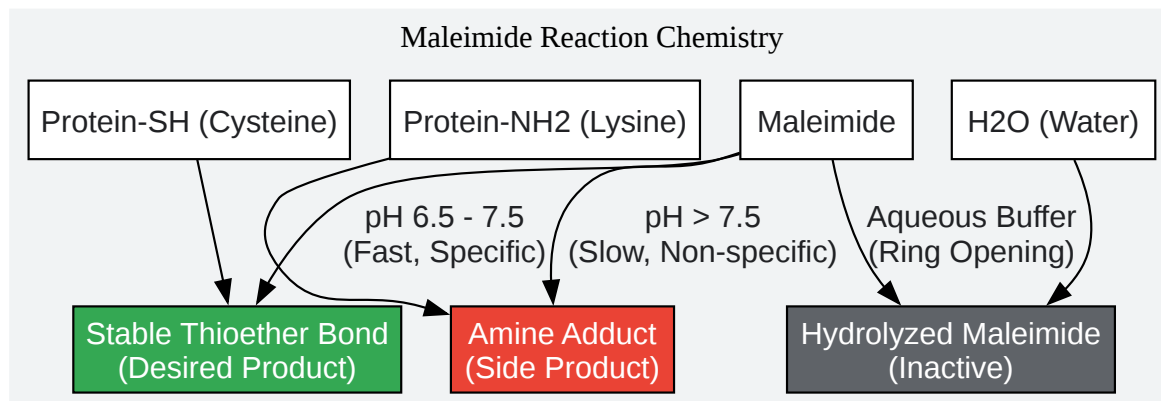 Maleimide Reaction Chemistry
Protein-SH (Cysteine)
Protein-NH2 (Lysine)
Maleimide
H2O (Water)
pH 6.5 - 7.5
(Fast, Specific)
pH > 7.5
(Slow, Non-specific)
Aqueous Buffer
(Ring Opening)
Stable Thioether Bond
(Desired Product)
Amine Adduct
(Side Product)
Hydrolyzed Maleimide
(Inactive)